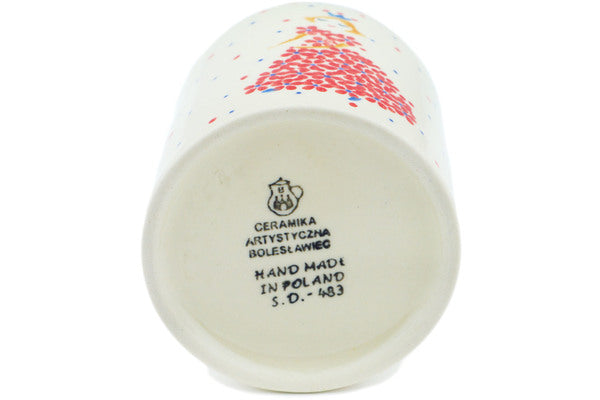 CERAMIKA
ARTYSTYCZNA
BOLESŁAWIEC
HAND MADE
IN POLAND
S.D.-483